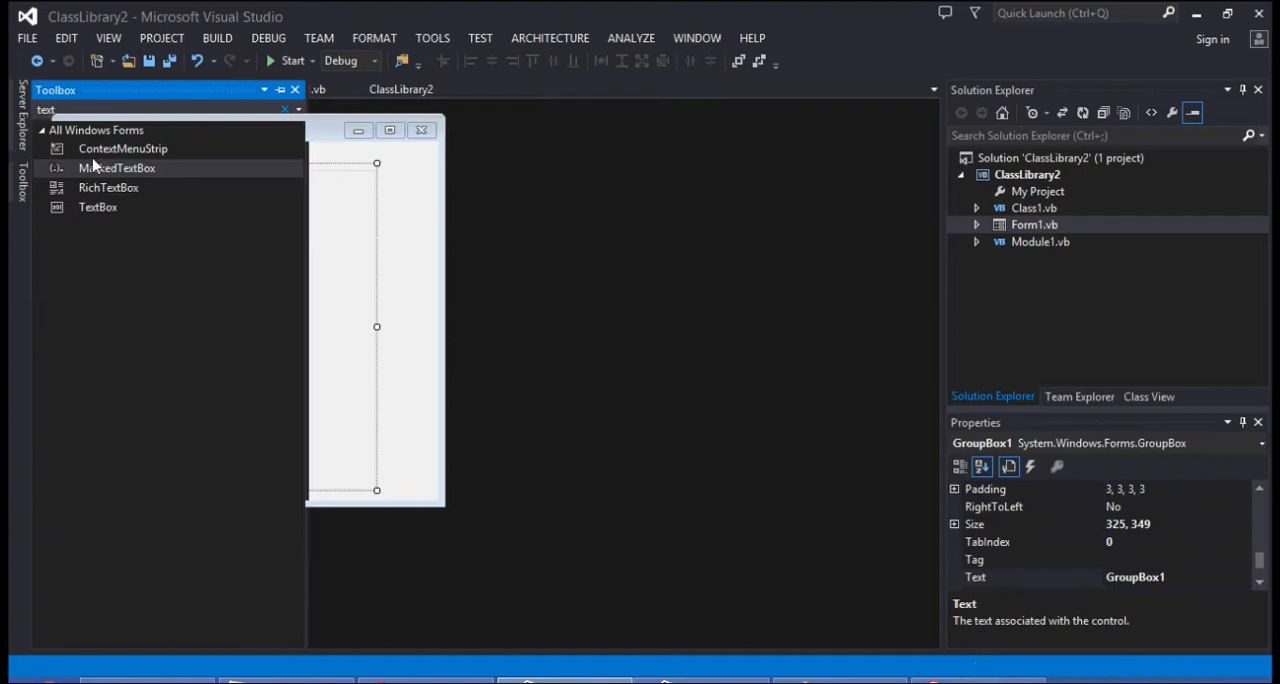 ClassLibrary2 - Microsoft Visual Studio
Quick Launch (Ctrl+Q)
FILE EDIT VIEW PROJECT BUILD DEBUG TEAM FORMAT TOOLS TEST ARCHITECTURE ANALYZE WINDOW HELP
Sign in
Start Debug
Server Explorer
Toolbox
Toolbox
.vb ClassLibrary2
text
All Windows Forms
ContextMenuStrip
MaskedTextBox
RichTextBox
TextBox
Solution Explorer
Search Solution Explorer (Ctrl+;)
Solution 'ClassLibrary2' (1 project)
ClassLibrary2
My Project
Class1.vb
Form1.vb
Module1.vb
Solution Explorer Team Explorer Class View
Properties
GroupBox1 System.Windows.Forms.GroupBox
Padding 3, 3, 3, 3
RightToLeft No
Size 325, 349
TabIndex 0
Tag
Text GroupBox1
Text
The text associated with the control.